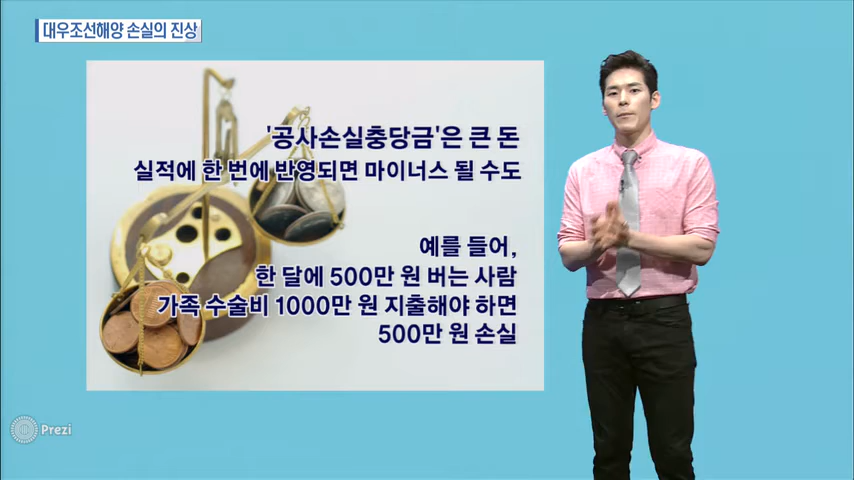 대우조선해양 손실의 진상
'공사손실충당금'은 큰 돈
실적에 한 번에 반영되면 마이너스 될 수도
예를 들어,
한 달에 500만 원 버는 사람
가족 수술비 1000만 원 지출해야 하면
500만 원 손실
Prezi